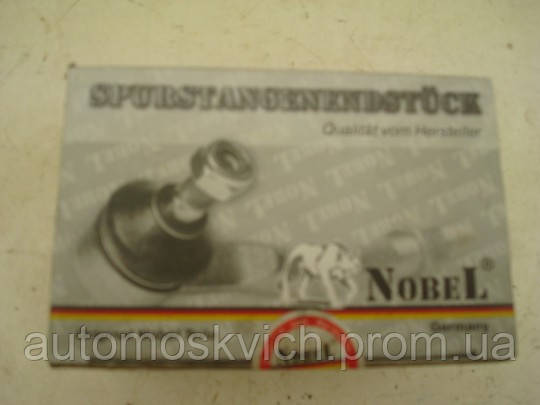 SPURSTANGENENDSTÜCK
Qualität vom Hersteller
NOBEL®
Germany
automoskvich.prom.ua